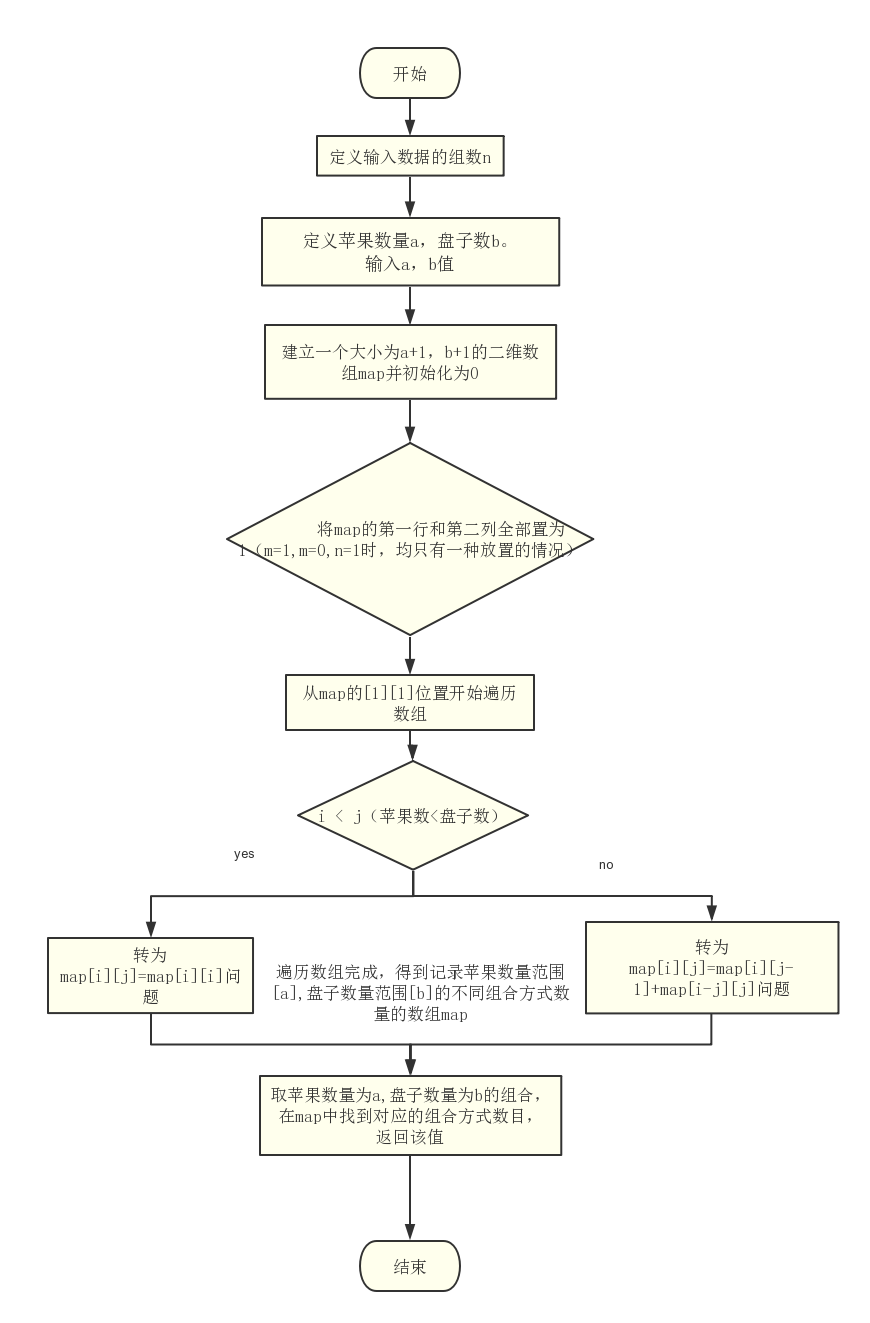 开始
定义输入数据的组数n
定义苹果数量a，盘子数b。
输入a，b值
建立一个大小为a+1，b+1的二维数
组map并初始化为0
将map的第一行和第二列全部置为
1（m=1,m=0,n=1时，均只有一种放置的情况）
从map的[1][1]位置开始遍历
数组
i < j（苹果数<盘子数）
yes
no
转为
map[i][j]=map[i][i]问
题
遍历数组完成，得到记录苹果数量范围
[a],盘子数量范围[b]的不同组合方式数
量的数组map
转为
map[i][j]=map[i][j-
1]+map[i-j][j]问题
取苹果数量为a,盘子数量为b的组合，
在map中找到对应的组合方式数目，
返回该值
结束